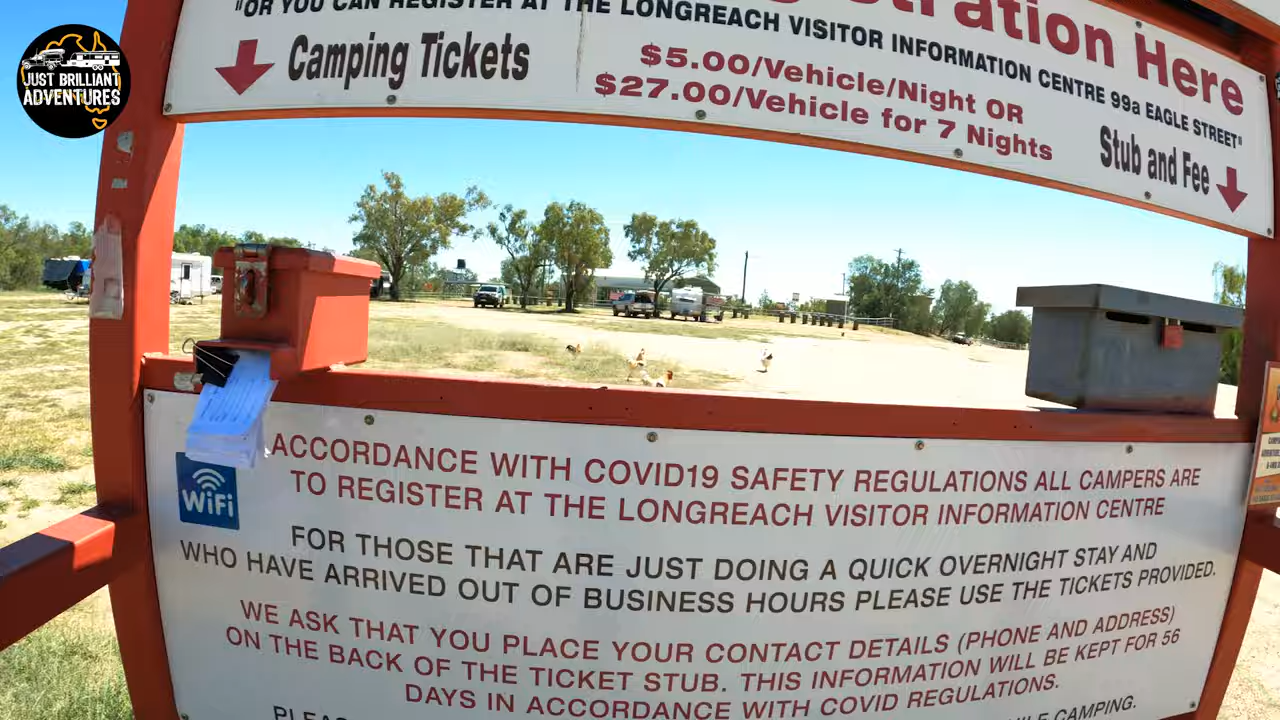 JUST BRILLIANT
ADVENTURES
stration Here
"OR YOU CAN REGISTER AT THE LONGREACH VISITOR INFORMATION CENTRE 99a EAGLE STREET"
Camping Tickets
$5.00/Vehicle/Night OR
$27.00/Vehicle for 7 Nights
Stub and Fee
WiFi
ACCORDANCE WITH COVID19 SAFETY REGULATIONS ALL CAMPERS ARE
TO REGISTER AT THE LONGREACH VISITOR INFORMATION CENTRE
FOR THOSE THAT ARE JUST DOING A QUICK OVERNIGHT STAY AND
WHO HAVE ARRIVED OUT OF BUSINESS HOURS PLEASE USE THE TICKETS PROVIDED.
WE ASK THAT YOU PLACE YOUR CONTACT DETAILS (PHONE AND ADDRESS)
ON THE BACK OF THE TICKET STUB. THIS INFORMATION WILL BE KEPT FOR 56
DAYS IN ACCORDANCE WITH COVID REGULATIONS.
CAMPING.